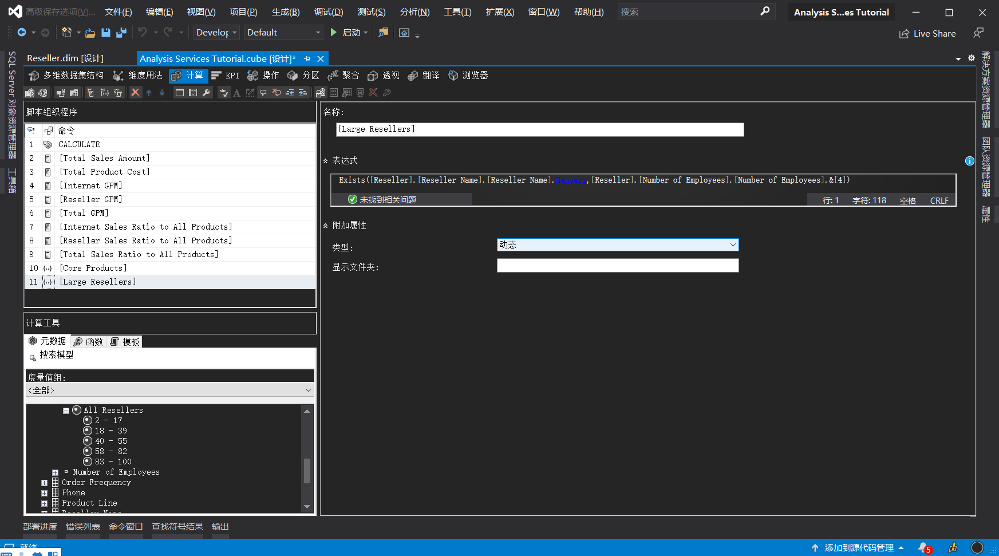 高级保存选项(V)... 文件(F) 编辑(E) 视图(V) 项目(P) 生成(B) 调试(D) 测试(S) 分析(N) 工具(T) 扩展(X) 窗口(W) 帮助(H) 搜索 Analysis S...es Tutorial
Develop Default 启动 Live Share
Reseller.dim [设计] Analysis Services Tutorial.cube [设计]*
多维数据集结构 维度用法 计算 KPI 操作 分区 聚合 透视 翻译 浏览器
SQL Server 对象资源管理器
工具箱
脚本组织程序
命令
1 CALCULATE
2 [Total Sales Amount]
3 [Total Product Cost]
4 [Internet GPM]
5 [Reseller GPM]
6 [Total GPM]
7 [Internet Sales Ratio to All Products]
8 [Reseller Sales Ratio to All Products]
9 [Total Sales Ratio to All Products]
10 [Core Products]
11 [Large Resellers]
计算工具
元数据 函数 模板
搜索模型
度量值组:
<全部>
All Resellers
2 - 17
18 - 39
40 - 55
58 - 82
83 - 100
Number of Employees
Order Frequency
Phone
Product Line
名称:
[Large Resellers]
表达式
Exists([Reseller].[Reseller Name].[Reseller Name].Members,[Reseller].[Number of Employees].[Number of Employees].&[4])
未找到相关问题 行: 1 字符: 118 空格 CRLF
附加属性
类型: 动态
显示文件夹:
解决方案资源管理器
团队资源管理器
属性
部署进度 错误列表 命令窗口 查找符号结果 输出
就绪 添加到源代码管理 5